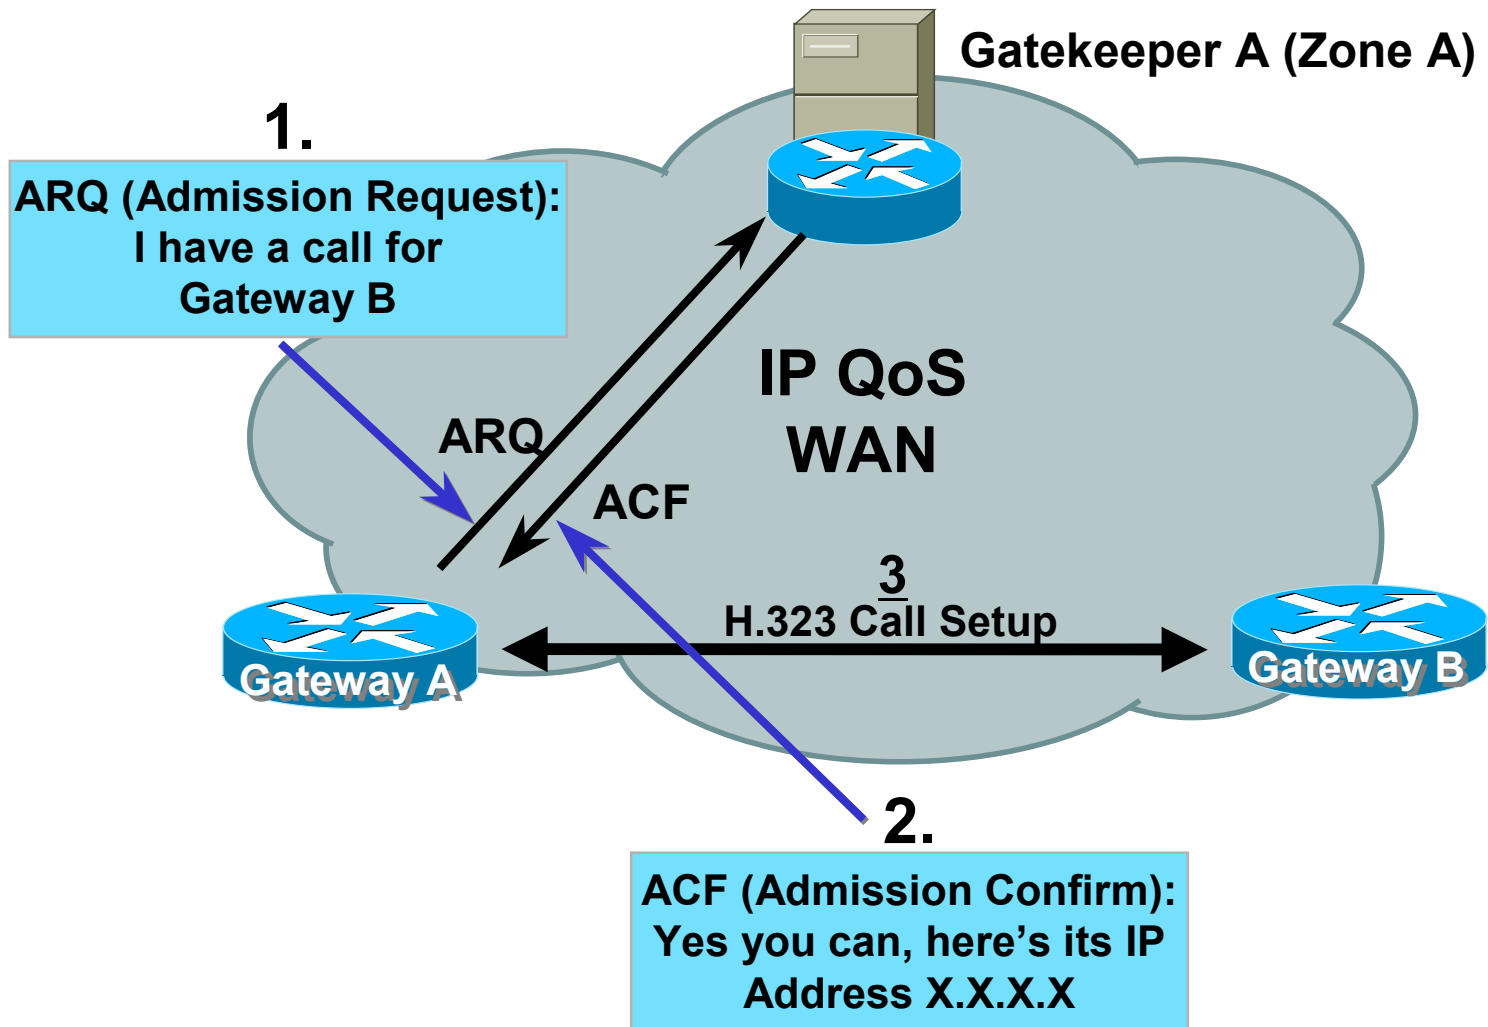 Gatekeeper A (Zone A)
1.
ARQ (Admission Request):
I have a call for
Gateway B
IP QoS
WAN
ARQ
ACF
3
H.323 Call Setup
Gateway A
Gateway B
2.
ACF (Admission Confirm):
Yes you can, here’s its IP
Address X.X.X.X